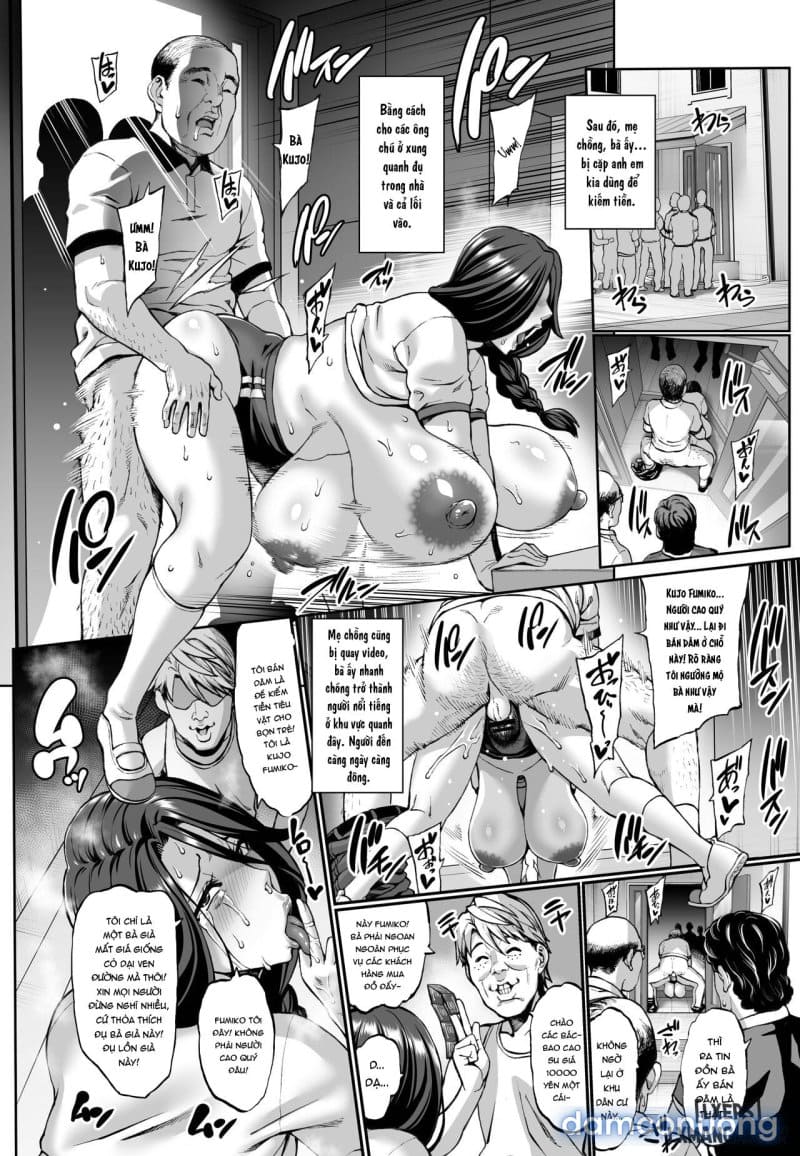 Sau đó, mẹ
chồng, bà ấy...
bị cặp anh em
kia dùng để
kiếm tiền.
わら
わら
わら
Bằng cách
cho các ông
chú ở xung
quanh đụ
trong nhà
và cả lối
vào.
Umm!
Bà
Kujo!
Ưmm!
Bà
Kujo!
Kujo Fumiko...
Người cao quý
như vậy... lại đi
bán dâm ở chỗ
này! Rõ ràng
tôi ngưỡng mộ
bà như vậy
mà!
Mẹ chồng cũng
bị quay video,
bà ấy nhanh
chóng trở thành
người nổi tiếng
ở khu vực quanh
đây. Người đến
càng ngày càng
đông.
Thì
ra tin
đồn bà
ấy bán
dâm là
thật
Không
ngờ lại ở
khu dân cư
này
Chào
các bác-
bao cao
su giá
10000
yên một
cái-
Này Fumiko!
Bà phải ngoan
ngoãn phục
vụ các khách
hàng mua
đồ đấy-
D...
Dạ...
Tôi bán
dâm là
để kiếm
tiền tiêu
vặt cho
bọn trẻ!
Tôi là
Kujo
Fumiko-
Fumiko tôi
đây! Không
phải người
cao quý
đâu!
Tôi chỉ là
một bà già
mất giá giống
cỏ dại ven
đường mà thôi!
Xin mọi người
đừng nghĩ nhiều,
cứ thỏa thích
đụ bà già này!
Đụ lồn già
này!
damconuong